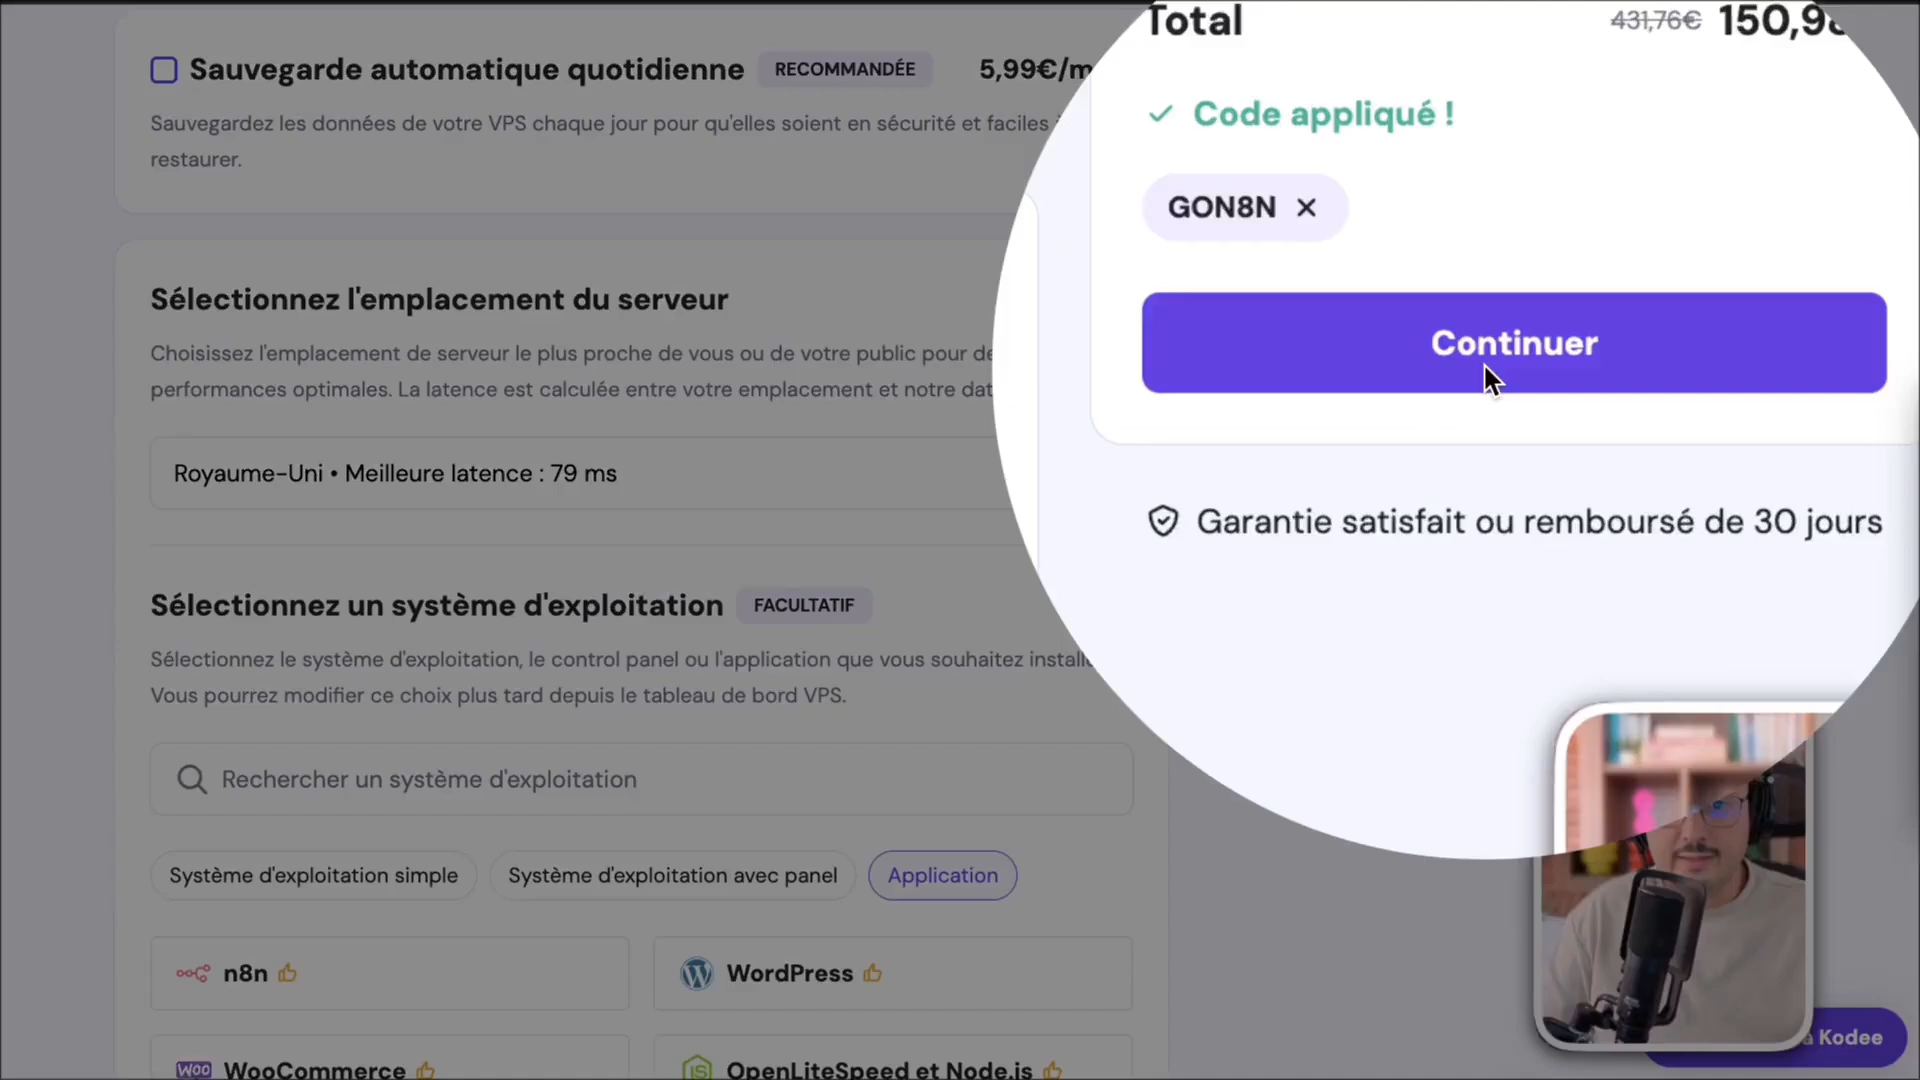 Sauvegarde automatique quotidienne RECOMMANDÉE 5,99€/m
Sauvegardez les données de votre VPS chaque jour pour qu'elles soient en sécurité et faciles
restaurer.
Sélectionnez l'emplacement du serveur
Choisissez l'emplacement de serveur le plus proche de vous ou de votre public pour de
performances optimales. La latence est calculée entre votre emplacement et notre dat
Royaume-Uni • Meilleure latence : 79 ms
Sélectionnez un système d'exploitation FACULTATIF
Sélectionnez le système d'exploitation, le control panel ou l'application que vous souhaitez install
Vous pourrez modifier ce choix plus tard depuis le tableau de bord VPS.
Rechercher un système d'exploitation
Système d'exploitation simple Système d'exploitation avec panel Application
n8n WordPress
WOO WooCommerce OpenLiteSpeed et Node.js
Total 431,76€ 150,98
Code appliqué !
GON8N ×
Continuer
Garantie satisfait ou remboursé de 30 jours
à Kodee